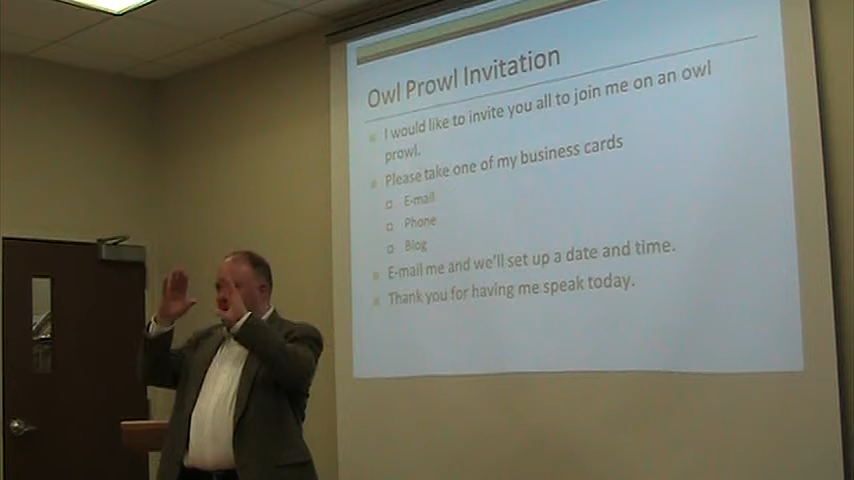 Owl Prowl Invitation
I would like to invite you all to join me on an owl
prowl.
Please take one of my business cards
E-mail
Phone
Blog
E-mail me and we'll set up a date and time.
Thank you for having me speak today.